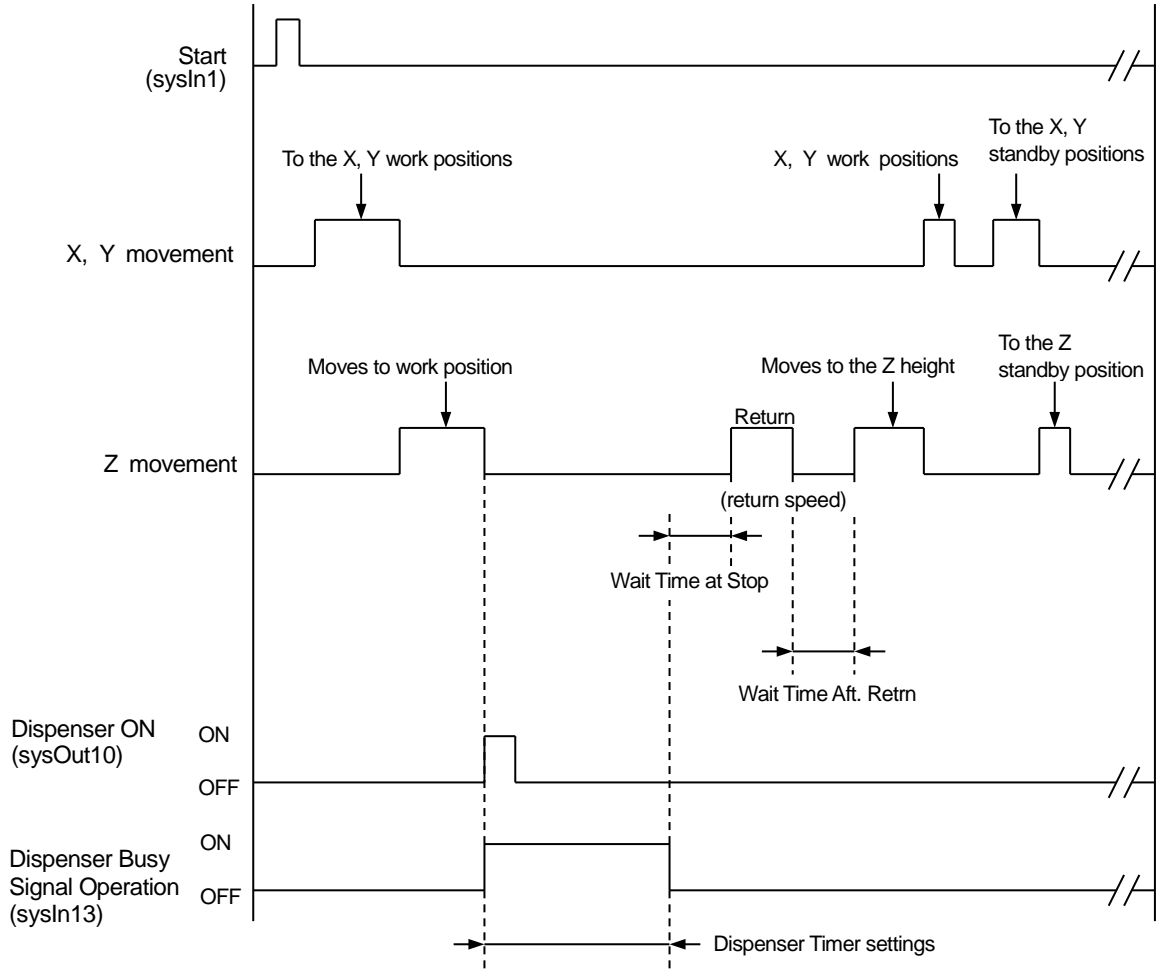 Start
(sysIn1)
To the X, Y work positions
X, Y work positions
To the X, Y
standby positions
X, Y movement
Moves to work position
Moves to the Z height
To the Z
standby position
Return
Z movement
(return speed)
Wait Time at Stop
Wait Time Aft. Retrn
Dispenser ON
(sysOut10)
ON
OFF
Dispenser Busy
Signal Operation
(sysIn13)
ON
OFF
Dispenser Timer settings